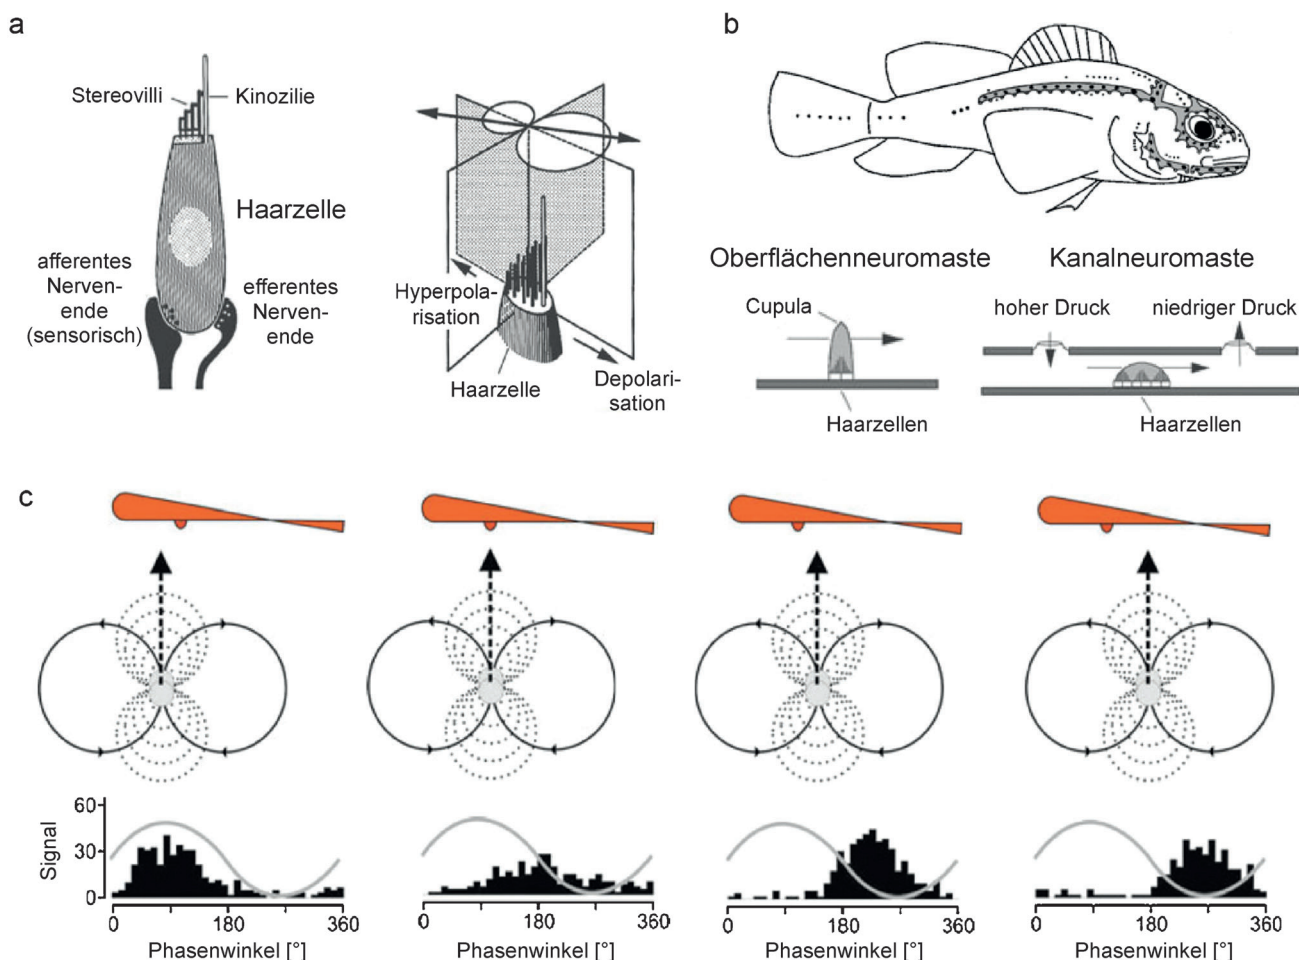 a
Stereovilli
Kinozilie
Haarzelle
afferentes
Nerven-
ende
(sensorisch)
efferentes
Nerven-
ende
Hyperpola-
risation
Haarzelle
Depolari-
sation
b
Oberflächenneuromaste
Cupula
Haarzellen
Kanalneuromaste
hoher Druck
niedriger Druck
Haarzellen
c
Signal
60
30
0
0 180 360
Phasenwinkel [°]
0 180 360
Phasenwinkel [°]
0 180 360
Phasenwinkel [°]
0 180 360
Phasenwinkel [°]